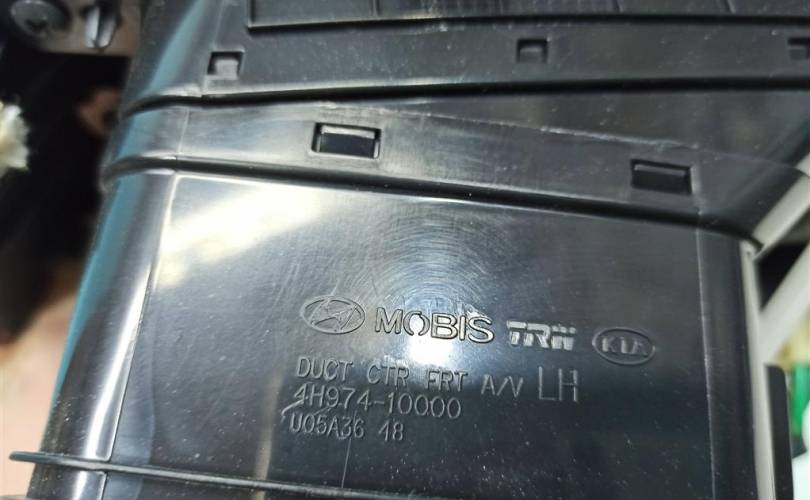 MOBIS TRW KIA
DUCT CTR FRT A/V LH
4H974-10000
U05A36 48